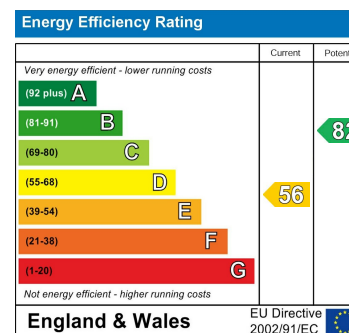 Energy Efficiency Rating
Current
Very energy efficient - lower running costs
(92 plus) A
(81-91) B
82
(69-80) C
(55-68) D
56
(39-54) E
(21-38) F
(1-20) G
Not energy efficient - higher running costs
England & Wales
EU Directive
2002/91/EC